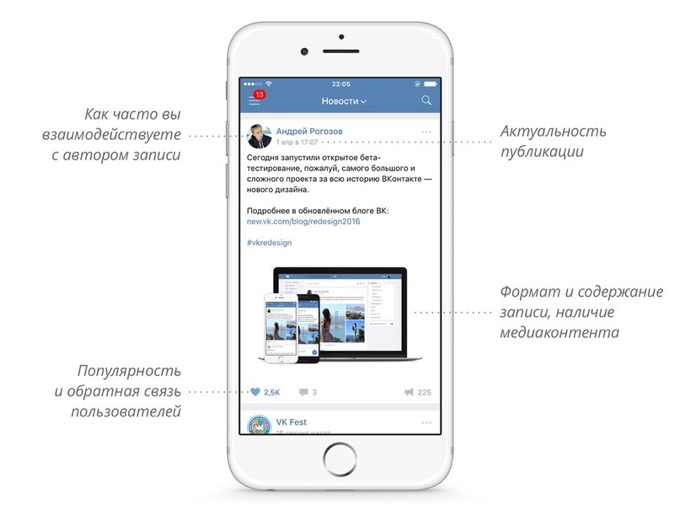 22:05
13
Новости
Как часто вы
взаимодействуете
с автором записи
Андрей Рогозов
1 апр в 17:07
Актуальность
публикации
Сегодня запустили открытое бета-
тестирование, пожалуй, самого большого и
сложного проекта за всю историю ВКонтакте —
нового дизайна.
Подробнее в обновлённом блоге ВК:
new.vk.com/blog/redesign2016
#vkredesign
Формат и содержание
записи, наличие
медиаконтента
Популярность
и обратная связь
пользователей
2,5K
3
225
VK Fest